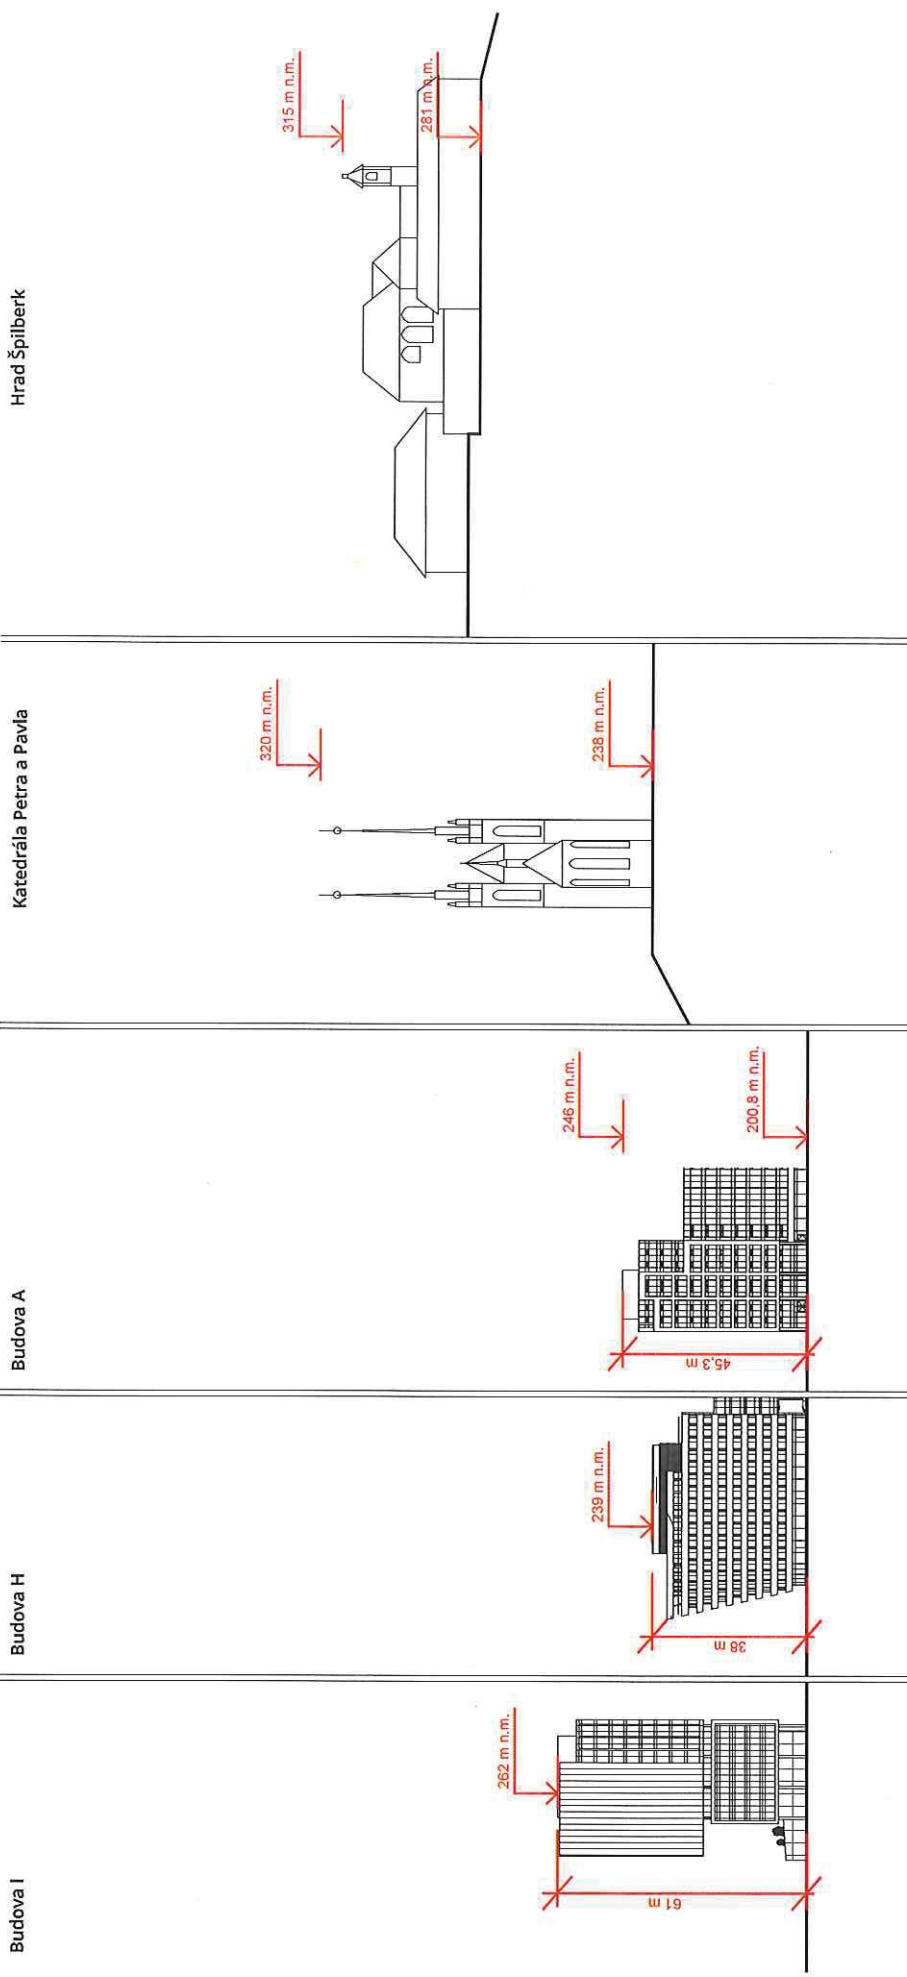 Budova I
Budova H
Budova A
Katedrála Petra a Pavla
Hrad Špilberk
262 m n.m.
61 m
239 m n.m.
38 m
246 m n.m.
200,8 m n.m.
45,3 m
320 m n.m.
238 m n.m.
315 m n.m.
281 m n.m.